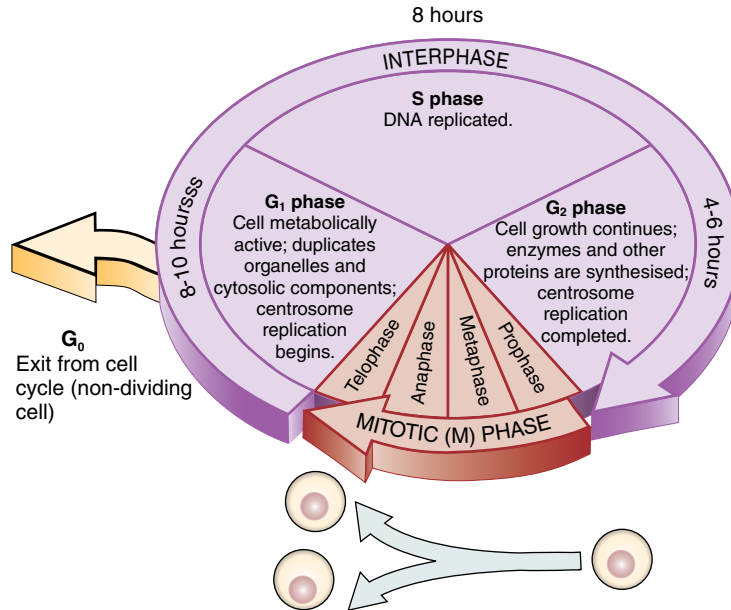 8 hours
INTERPHASE
S phase
DNA replicated.
8-10 hoursss
G₁ phase
Cell metabolically
active; duplicates
organelles and
cytosolic components;
centrosome
replication
begins.
G₂ phase
Cell growth continues;
enzymes and other
proteins are synthesised;
centrosome
replication
completed.
4-6 hours
G₀
Exit from cell
cycle (non-dividing
cell)
Telophase
Anaphase
Metaphase
Prophase
MITOTIC (M) PHASE